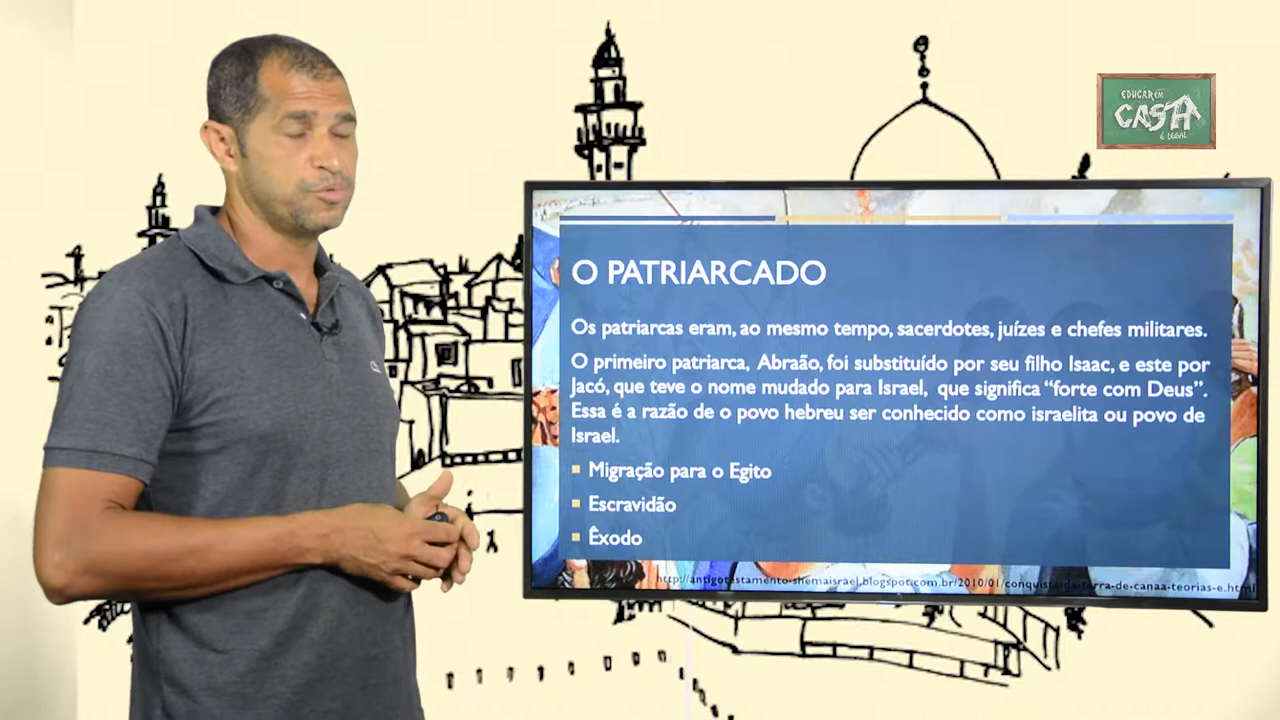 EDUCAR EM
CASA
É LEGAL
O PATRIARCADO
Os patriarcas eram, ao mesmo tempo, sacerdotes, juízes e chefes militares.
O primeiro patriarca, Abraão, foi substituído por seu filho Isaac, e este por
Jacó, que teve o nome mudado para Israel, que significa “forte com Deus”.
Essa é a razão de o povo hebreu ser conhecido como israelita ou povo de
Israel.
▪ Migração para o Egito
▪ Escravidão
▪ Êxodo
http://antigotestamento-shemaisrael.blogspot.com.br/2010/01/conquista-da-terra-de-canaa-teorias-e.html